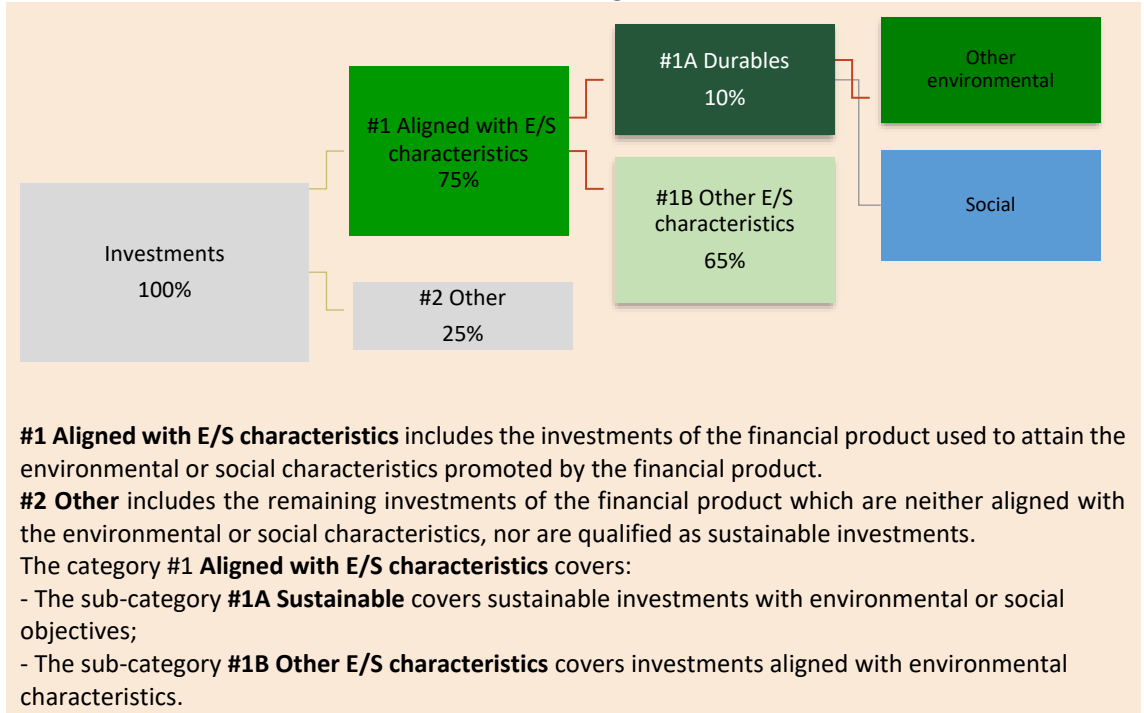 #1A Durables
10%
Other
environmental
#1 Aligned with E/S
characteristics
75%
#1B Other E/S
characteristics
65%
Social
Investments
100%
#2 Other
25%
#1 Aligned with E/S characteristics includes the investments of the financial product used to attain the
environmental or social characteristics promoted by the financial product.
#2 Other includes the remaining investments of the financial product which are neither aligned with
the environmental or social characteristics, nor are qualified as sustainable investments.
The category #1 Aligned with E/S characteristics covers:
- The sub-category #1A Sustainable covers sustainable investments with environmental or social
objectives;
- The sub-category #1B Other E/S characteristics covers investments aligned with environmental
characteristics.